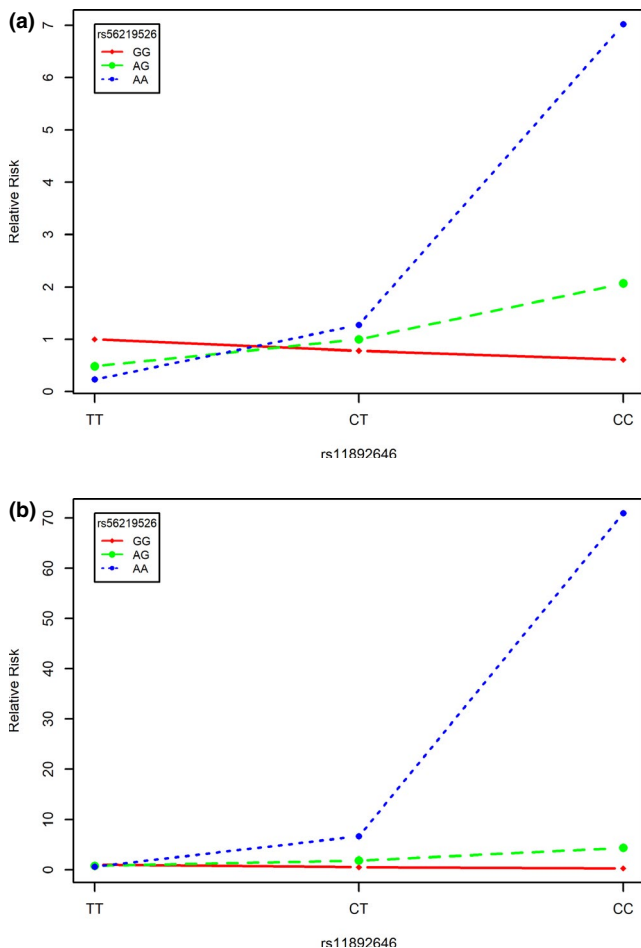 (a)
rs56219526
GG
AG
AA
Relative Risk
7
6
5
4
3
2
1
0
TT CT CC
rs11892646
(b)
rs56219526
GG
AG
AA
Relative Risk
70
60
50
40
30
20
10
0
TT CT CC
rs11892646